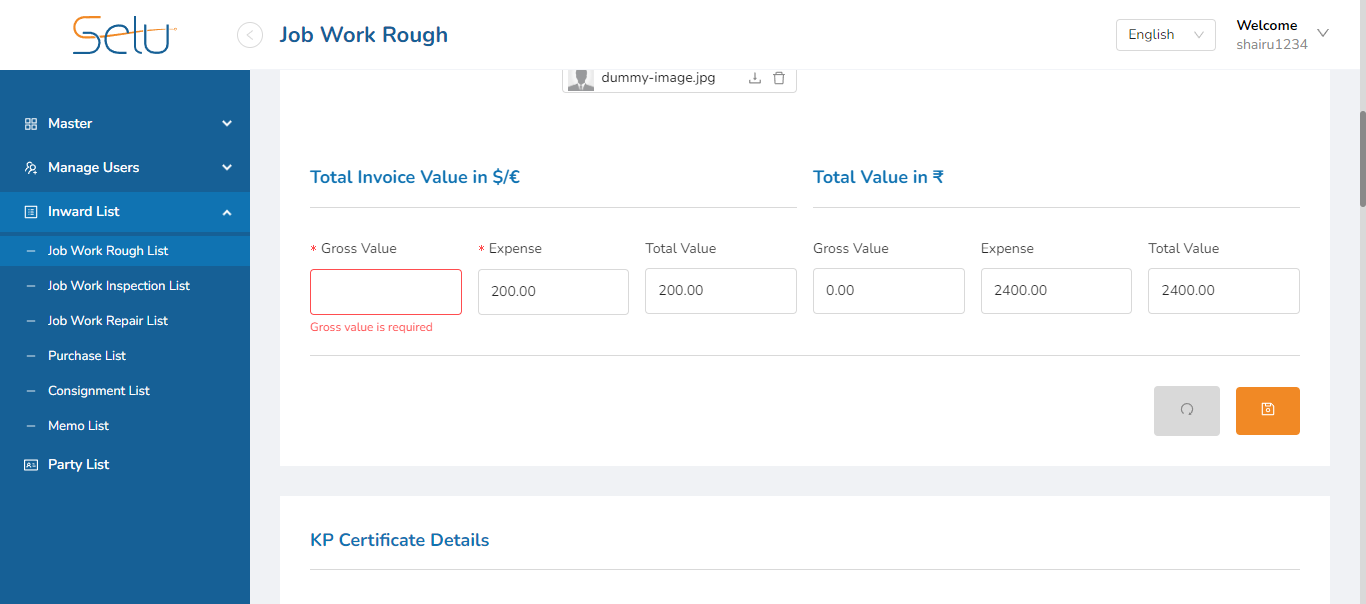 Selu
Job Work Rough
English
Welcome
shairu1234
Master
Manage Users
Inward List
Job Work Rough List
Job Work Inspection List
Job Work Repair List
Purchase List
Consignment List
Memo List
Party List
dummy-image.jpg
Total Invoice Value in $/€
Total Value in ₹
* Gross Value
* Expense
Total Value
Gross Value
Expense
Total Value
200.00
200.00
0.00
2400.00
2400.00
Gross value is required
KP Certificate Details